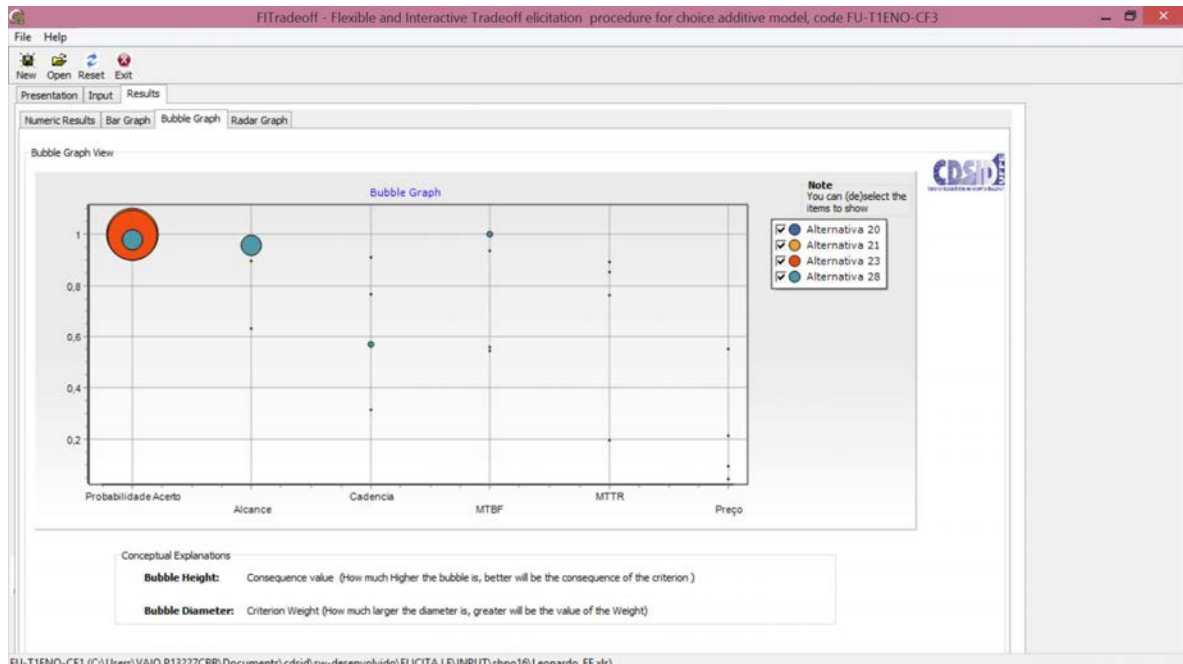 FITradeoff - Flexible and Interactive Tradeoff elicitation procedure for choice additive model, code FU-T1ENO-CF3
File Help
New Open Reset Exit
Presentation Input Results
Numeric Results Bar Graph Bubble Graph Radar Graph
Bubble Graph View
CDSID
UFPE
Bubble Graph
Note
You can (de)select the
items to show
Alternativa 20
Alternativa 21
Alternativa 23
Alternativa 28
1
0,8
0,6
0,4
0,2
Probabilidade Acerto
Alcance
Cadencia
MTBF
MTTR
Preço
Conceptual Explanations
Bubble Height: Consequence value (How much Higher the bubble is, better will be the consequence of the criterion )
Bubble Diameter: Criterion Weight (How much larger the diameter is, greater will be the value of the Weight)